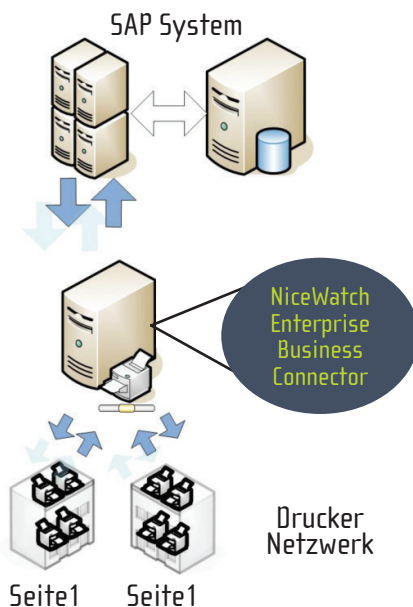 SAP System
NiceWatch
Enterprise
Business
Connector
Drucker
Netzwerk
Seite1 Seite1